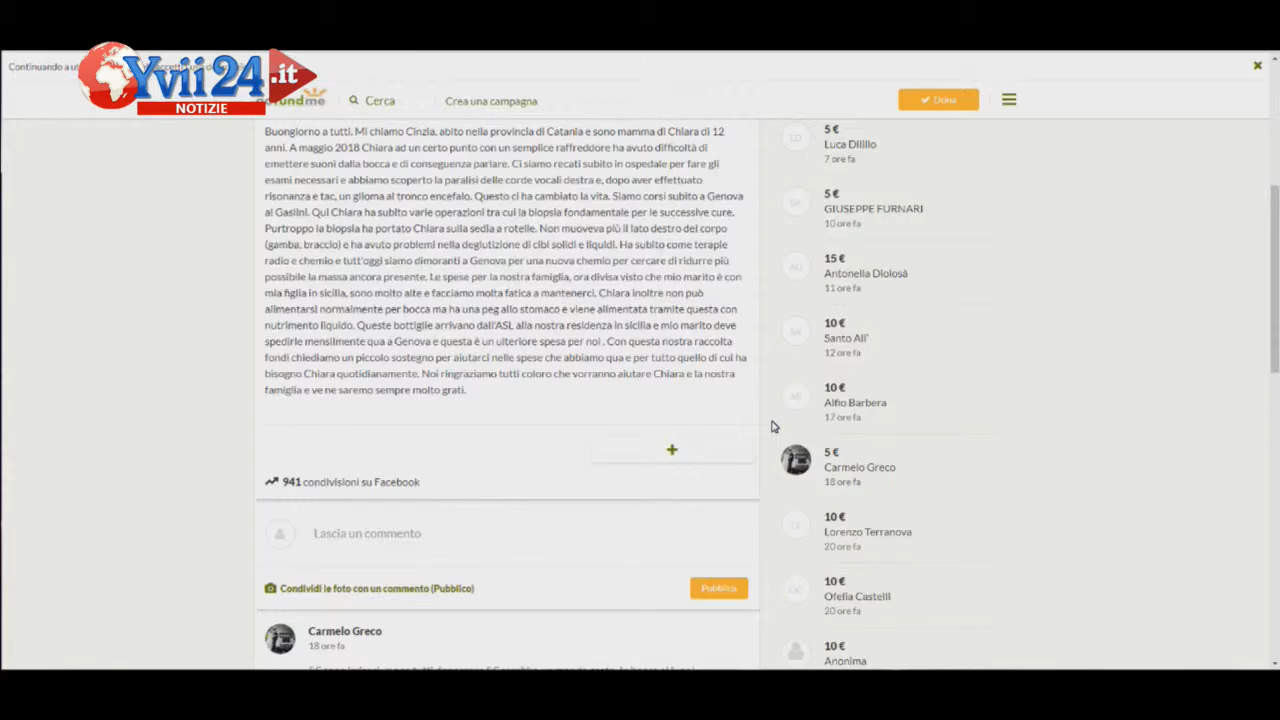 Continuando a ut
accetti
Yvii24.it
NOTIZIE
gofundme
Cerca
Crea una campagna
Dona
Buongiorno a tutti. Mi chiamo Cinzia, abito nella provincia di Catania e sono mamma di Chiara di 12
anni. A maggio 2018 Chiara ad un certo punto con un semplice raffreddore ha avuto difficoltà di
emettere suoni dalla bocca e di conseguenza parlare. Ci siamo recati subito in ospedale per fare gli
esami necessari e abbiamo scoperto la paralisi delle corde vocali destra e, dopo aver effettuato
risonanza e tac, un glioma al tronco encefalo. Questo ci ha cambiato la vita. Siamo corsi subito a Genova
al Gaslini. Qui Chiara ha subito varie operazioni tra cui la biopsia fondamentale per le successive cure.
Purtroppo la biopsia ha portato Chiara sulla sedia a rotelle. Non muoveva più il lato destro del corpo
(gamba, braccio) e ha avuto problemi nella deglutizione di cibi solidi e liquidi. Ha subito come terapie
radio e chemio e tutt'oggi siamo dimoranti a Genova per una nuova chemio per cercare di ridurre più
possibile la massa ancora presente. Le spese per la nostra famiglia, ora divisa visto che mio marito è con
mia figlia in sicilia, sono molto alte e facciamo molta fatica a mantenerci. Chiara inoltre non può
alimentarsi normalmente per bocca ma ha una peg allo stomaco e viene alimentata tramite questa con
nutrimento liquido. Queste bottiglie arrivano dall'ASL alla nostra residenza in sicilia e mio marito deve
spedirle mensilmente qua a Genova e questa è un ulteriore spesa per noi . Con questa nostra raccolta
fondi chiediamo un piccolo sostegno per aiutarci nelle spese che abbiamo qua e per tutto quello di cui ha
bisogno Chiara quotidianamente. Noi ringraziamo tutti coloro che vorranno aiutare Chiara e la nostra
famiglia e ve ne saremo sempre molto grati.
941 condivisioni su Facebook
Lascia un commento
Condividi le foto con un commento (Pubblico)
Pubblica
Carmelo Greco
18 ore fa
5 €
Luca Dilillo
7 ore fa
5 €
GIUSEPPE FURNARI
10 ore fa
15 €
Antonella Diolosà
11 ore fa
10 €
Santo All'
12 ore fa
10 €
Alfio Barbera
17 ore fa
5 €
Carmelo Greco
18 ore fa
10 €
Lorenzo Terranova
20 ore fa
10 €
Ofelia Castelli
20 ore fa
10 €
Anonima